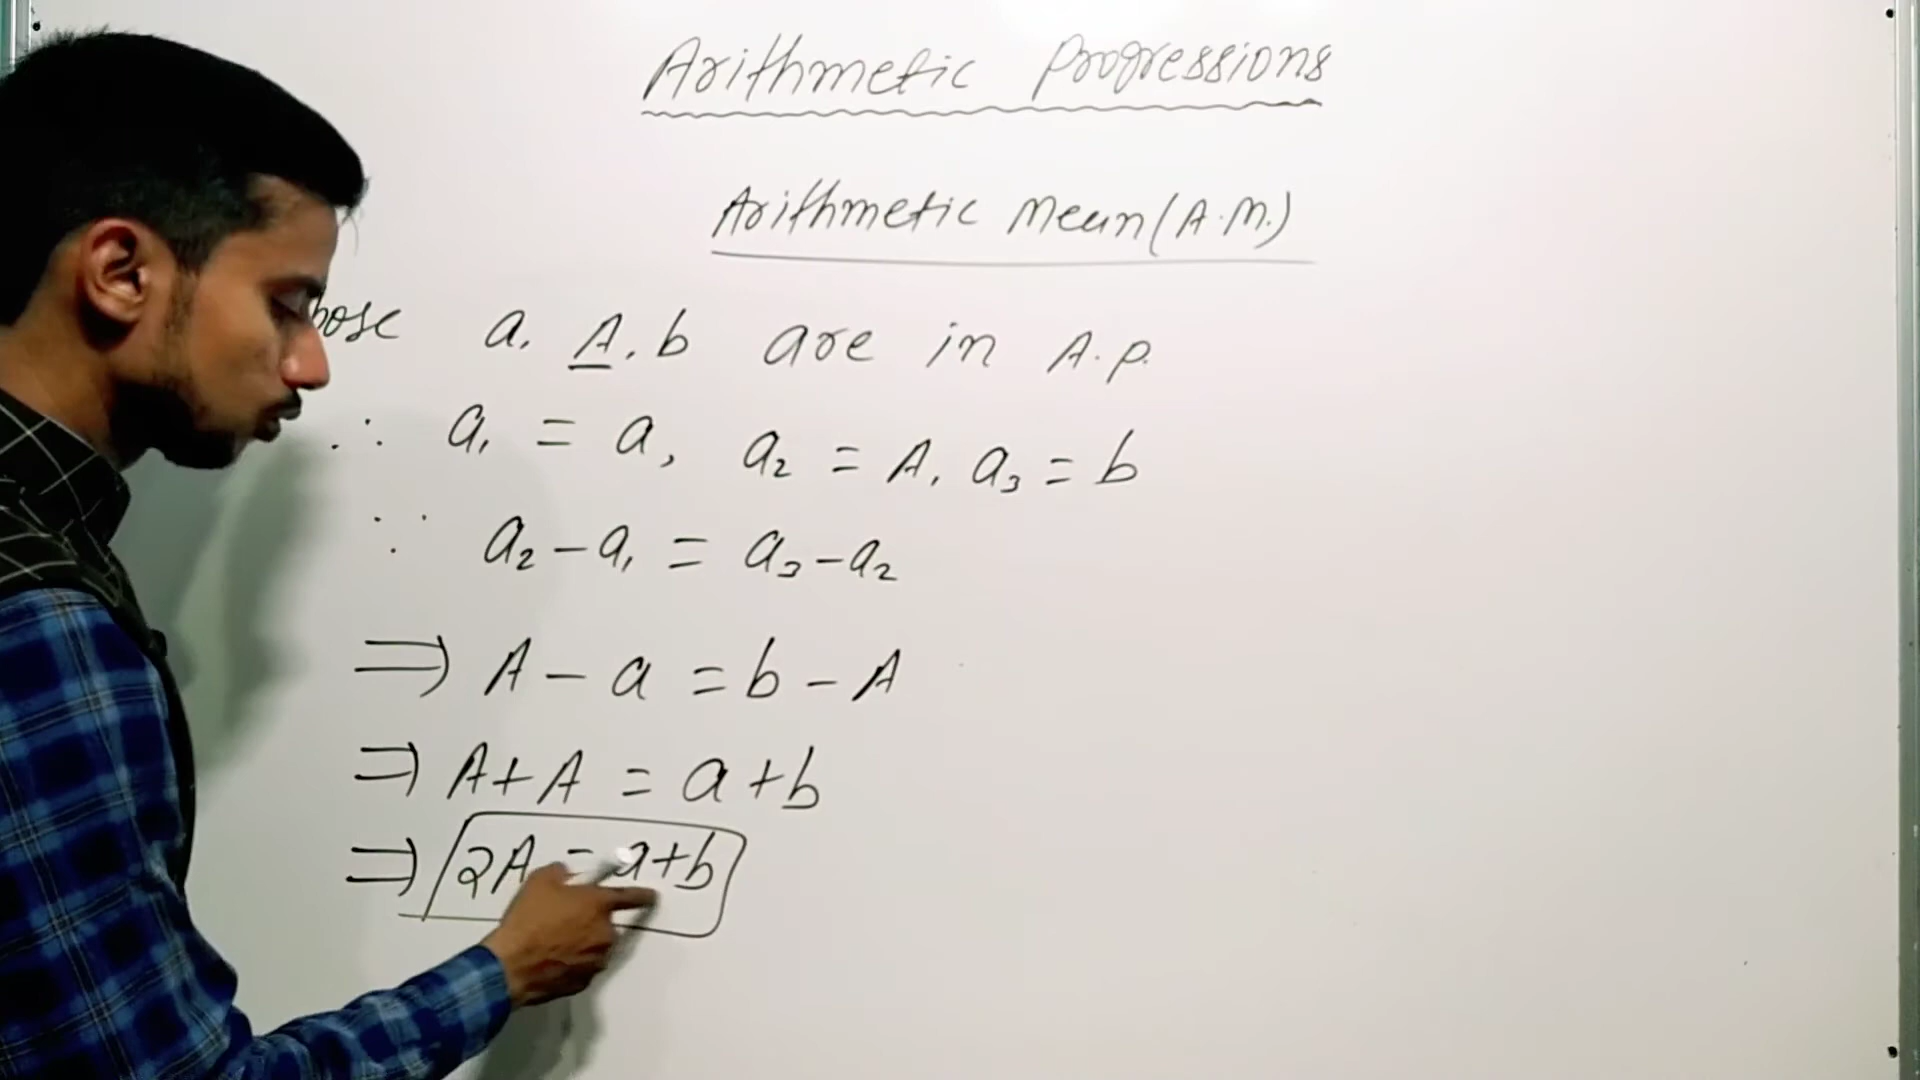 Arithmetic Progressions
Arithmetic Mean (A.M.)
a, A, b are in A.P.
∴ a₁ = a, a₂ = A, a₃ = b
∵ a₂ - a₁ = a₃ - a₂
⇒ A - a = b - A
⇒ A + A = a + b
⇒ 2A = a + b